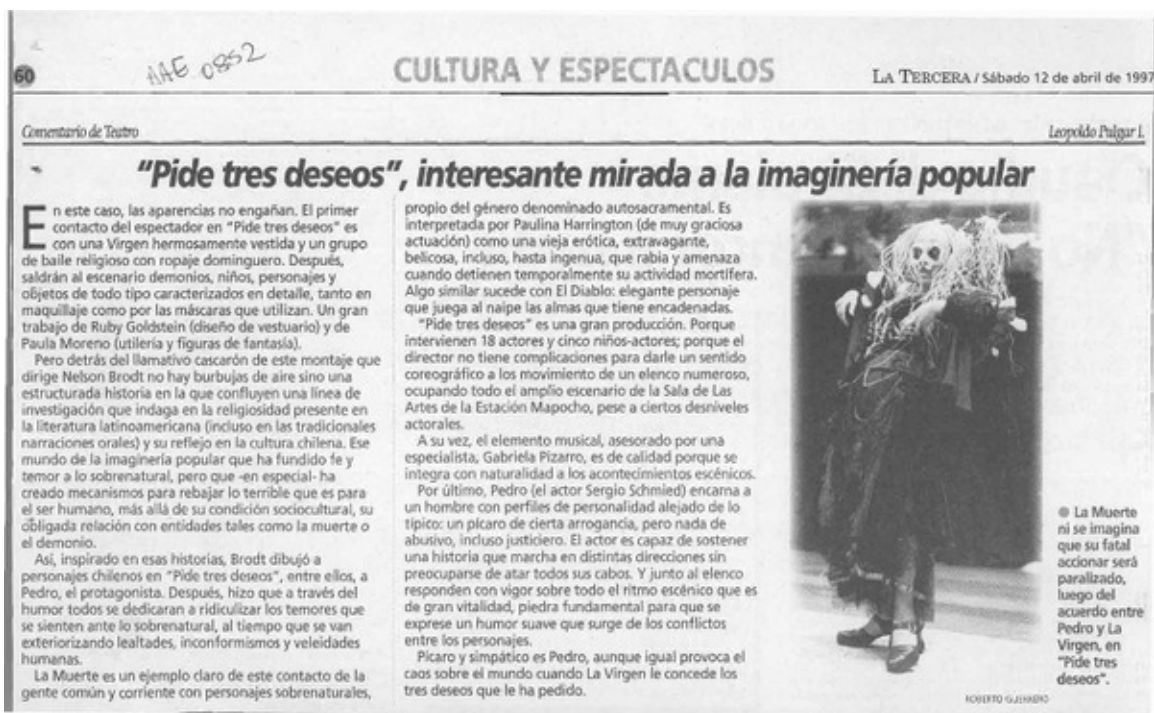 60
AAE 0852
CULTURA Y ESPECTACULOS
LA TERCERA / Sábado 12 de abril de 1997
Comentario de Teatro
Leopoldo Pulgar I.
"Pide tres deseos", interesante mirada a la imaginería popular
En este caso, las aparencias no engañan. El primer
contacto del espectador en "Pide tres deseos" es
con una Virgen hermosamente vestida y un grupo
de baile religioso con ropaje dominguero. Después,
saldrán al escenario demonios, niños, personajes y
objetos de todo tipo caracterizados en detalle, tanto en
maquillaje como por las máscaras que utilizan. Un gran
trabajo de Ruby Goldstein (diseño de vestuario) y de
Paula Moreno (utilería y figuras de fantasía).
Pero detrás del llamativo cascarón de este montaje que
dirige Nelson Brodt no hay burbujas de aire sino una
estructurada historia en la que confluyen una línea de
investigación que indaga en la religiosidad presente en
la literatura latinoamericana (incluso en las tradicionales
narraciones orales) y su reflejo en la cultura chilena. Ese
mundo de la imaginería popular que ha fundido fe y
temor a lo sobrenatural, pero que -en especial- ha
creado mecanismos para rebajar lo terrible que es para
el ser humano, más allá de su condición sociocultural, su
obligada relación con entidades tales como la muerte o
el demonio.
Así, inspirado en esas historias, Brodt dibujó a
personajes chilenos en "Pide tres deseos", entre ellos, a
Pedro, el protagonista. Después, hizo que a través del
humor todos se dedicaran a ridiculizar los temores que
se sienten ante lo sobrenatural, al tiempo que se van
exteriorizando lealtades, inconformismos y veleidades
humanas.
La Muerte es un ejemplo claro de este contacto de la
gente común y corriente con personajes sobrenaturales,
propio del género denominado autosacramental. Es
interpretada por Paulina Harrington (de muy graciosa
actuación) como una vieja erótica, extravagante,
belicosa, incluso, hasta ingenua, que rabia y amenaza
cuando detienen temporalmente su actividad mortífera.
Algo similar sucede con El Diablo: elegante personaje
que juega al naipe las almas que tiene encadenadas.
"Pide tres deseos" es una gran producción. Porque
intervienen 18 actores y cinco niños-actores; porque el
director no tiene complicaciones para darle un sentido
coreográfico a los movimiento de un elenco numeroso,
ocupando todo el amplio escenario de la Sala de Las
Artes de la Estación Mapocho, pese a ciertos desniveles
actorales.
A su vez, el elemento musical, asesorado por una
especialista, Gabriela Pizarro, es de calidad porque se
integra con naturalidad a los acontecimientos escénicos.
Por último, Pedro (el actor Sergio Schmied) encarna a
un hombre con perfiles de personalidad alejado de lo
típico: un pícaro de cierta arrogancia, pero nada de
abusivo, incluso justiciero. El actor es capaz de sostener
una historia que marcha en distintas direcciones sin
preocuparse de atar todos sus cabos. Y junto al elenco
responden con vigor sobre todo el ritmo escénico que es
de gran vitalidad, piedra fundamental para que se
exprese un humor suave que surge de los conflictos
entre los personajes.
Pícaro y simpático es Pedro, aunque igual provoca el
caos sobre el mundo cuando La Virgen le concede los
tres deseos que le ha pedido.
La Muerte
ni se imagina
que su fatal
accionar será
paralizado,
luego del
acuerdo entre
Pedro y La
Virgen, en
"Pide tres
deseos".
ROBERTO GUERRERO